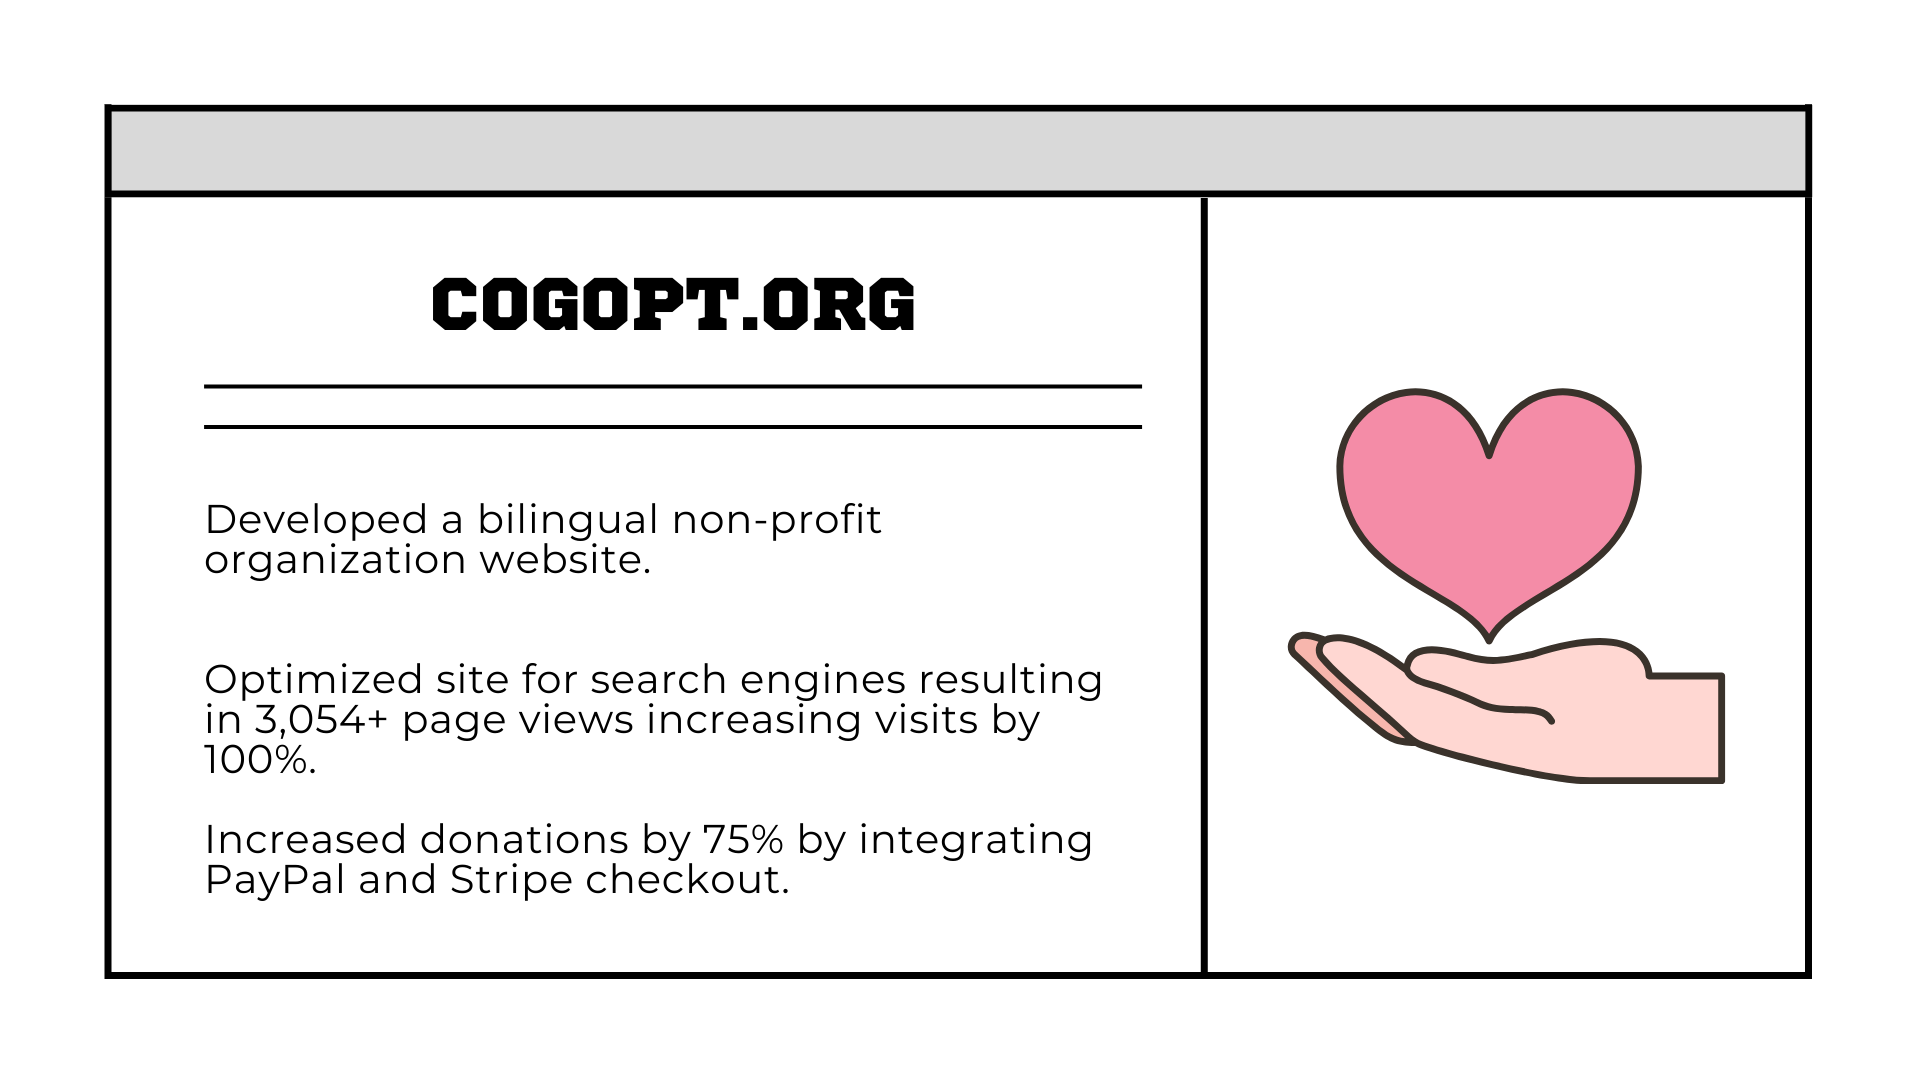 COGOPT.ORG
Developed a bilingual non-profit
organization website.
Optimized site for search engines resulting
in 3,054+ page views increasing visits by
100%.
Increased donations by 75% by integrating
PayPal and Stripe checkout.